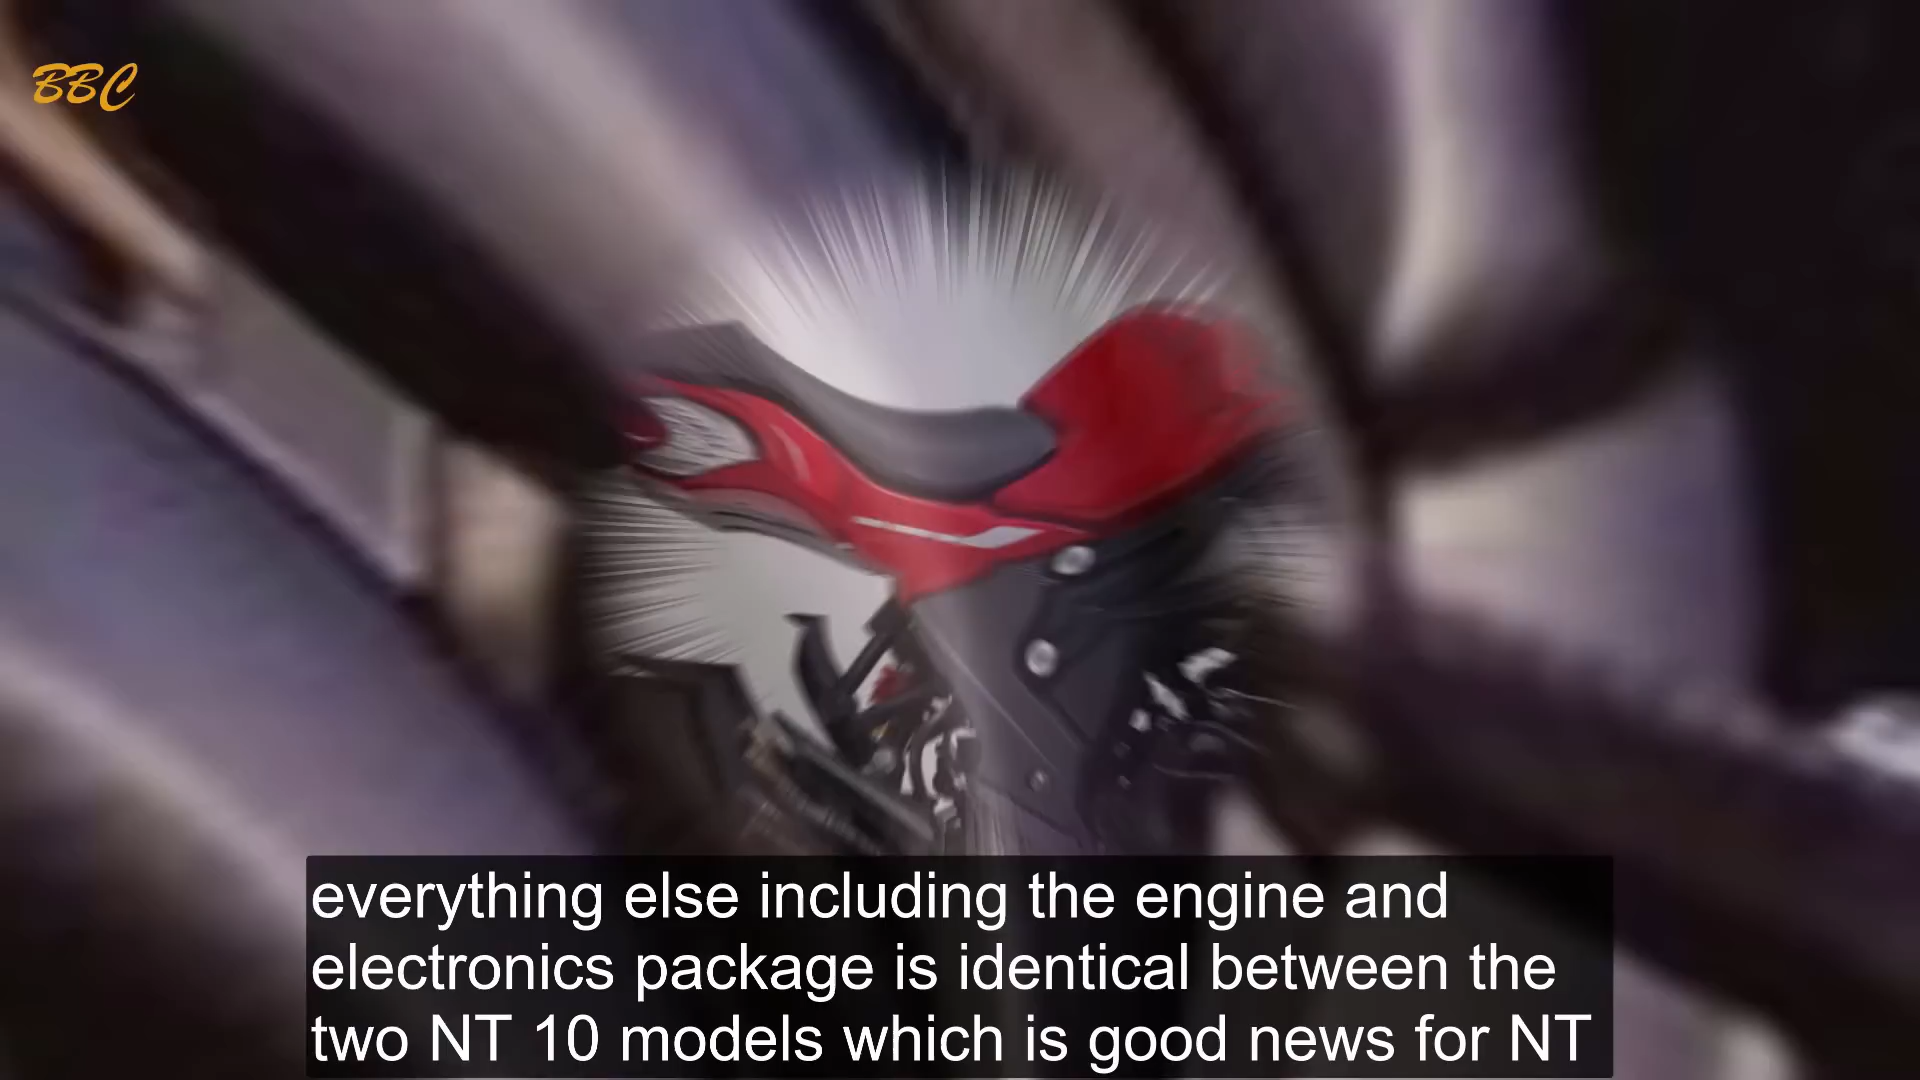 BBC
everything else including the engine and
electronics package is identical between the
two NT 10 models which is good news for NT